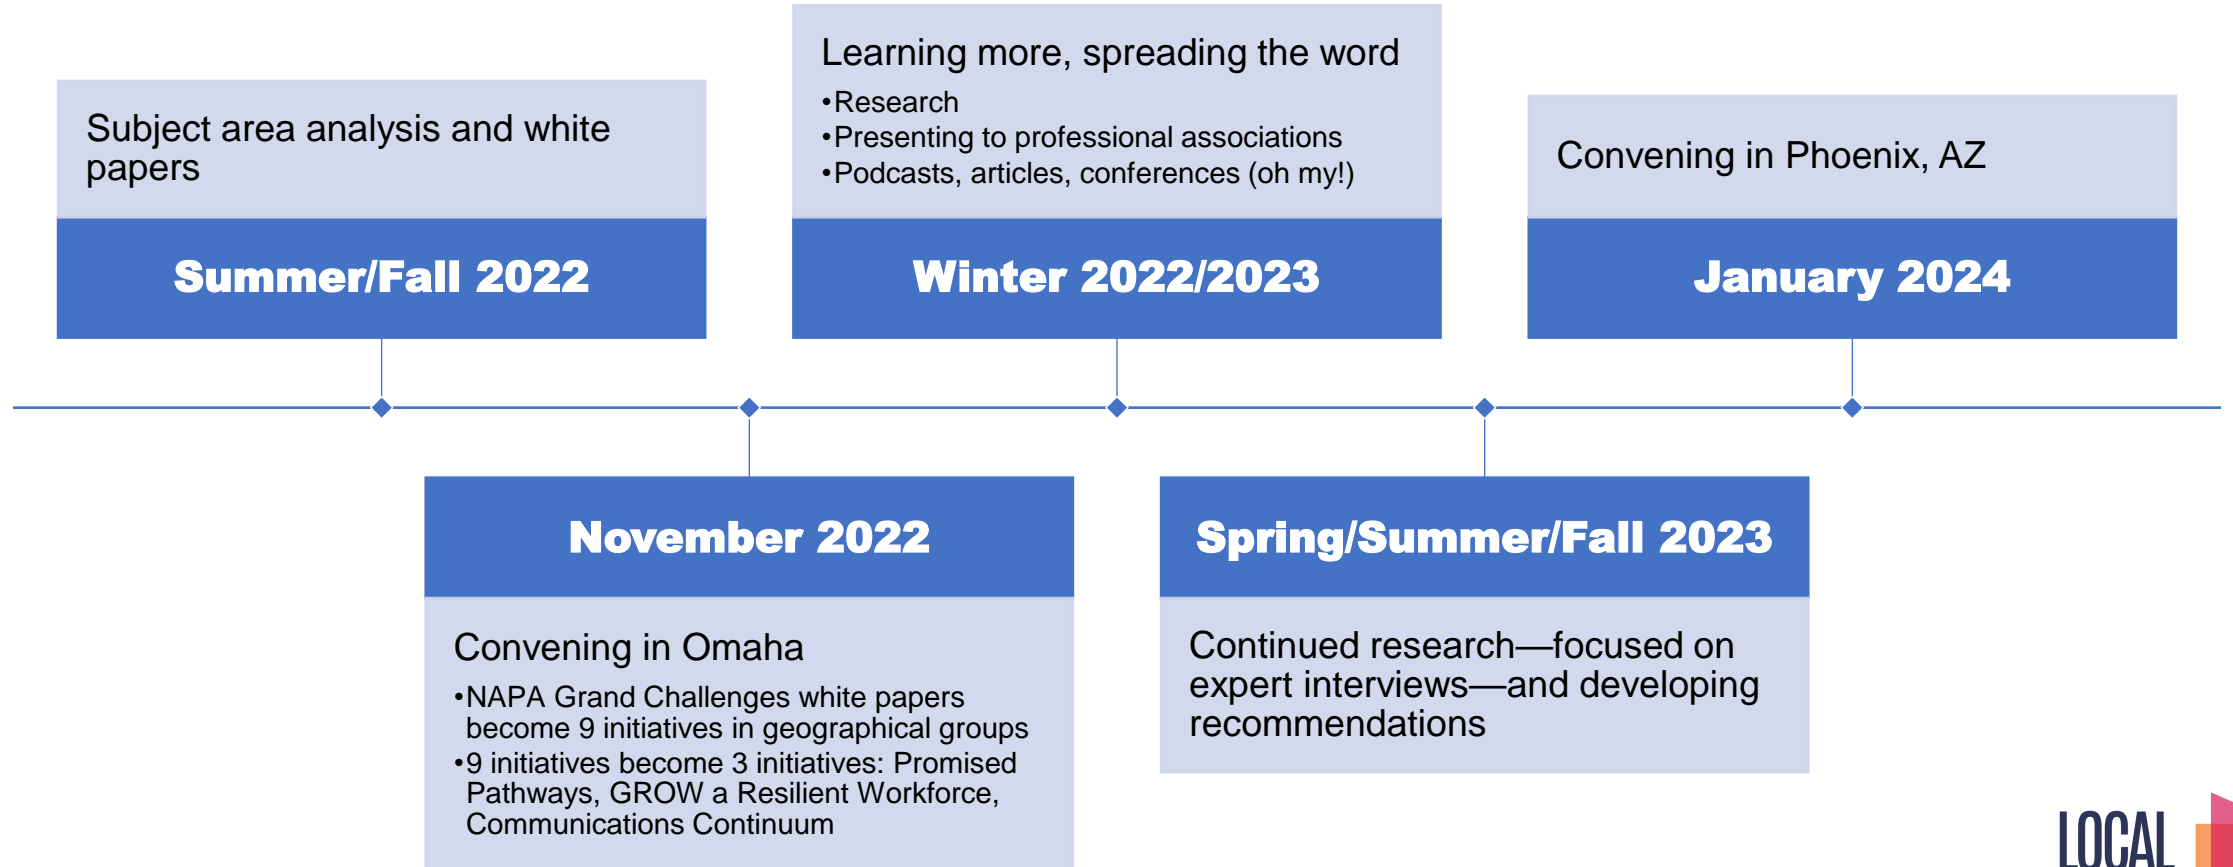 Subject area analysis and white
papers
Summer/Fall 2022
November 2022
Convening in Omaha
•NAPA Grand Challenges white papers
become 9 initiatives in geographical groups
•9 initiatives become 3 initiatives: Promised
Pathways, GROW a Resilient Workforce,
Communications Continuum
Learning more, spreading the word
•Research
•Presenting to professional associations
•Podcasts, articles, conferences (oh my!)
Winter 2022/2023
Spring/Summer/Fall 2023
Continued research—focused on
expert interviews—and developing
recommendations
Convening in Phoenix, AZ
January 2024
LOCAL